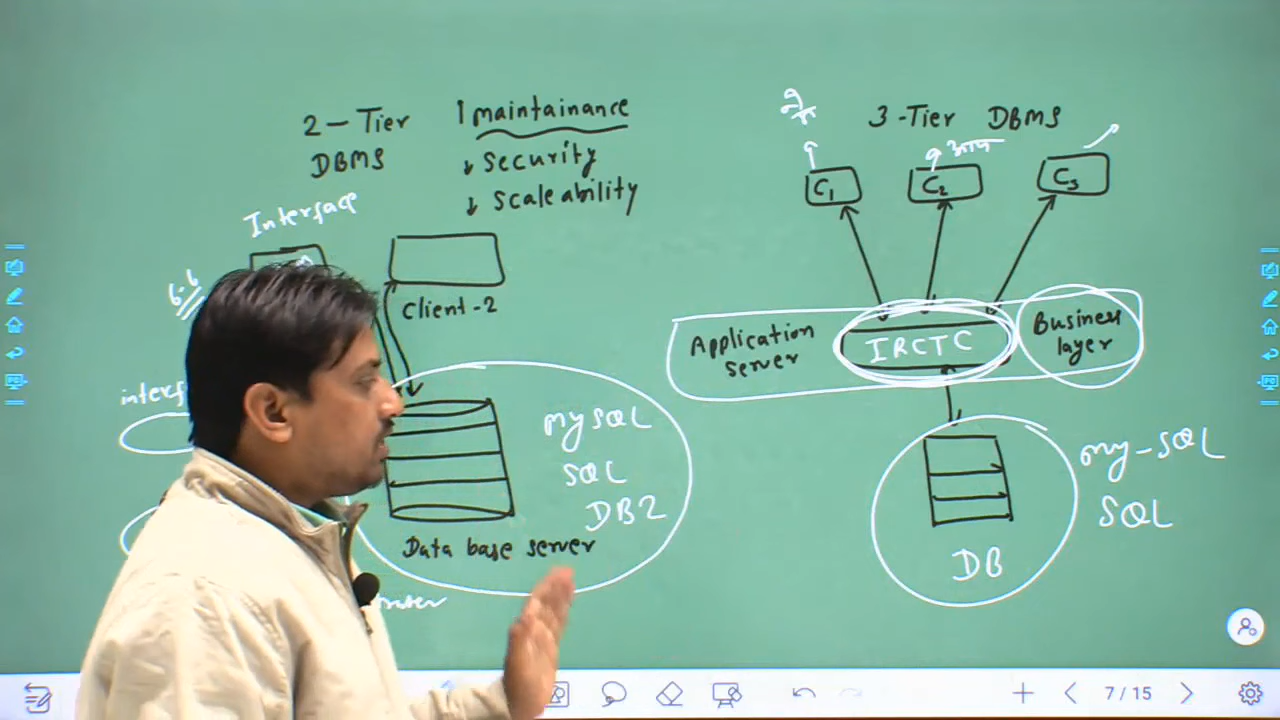 2-Tier
DBMS
maintainance
↓ Security
↓ Scaleability
Interface
Client-2
interf
mySQL
SQL
DB2
Data base server
3-Tier DBMS
C1
C2
C3
Application
server
IRCTC
Business
layer
my-SQL
SQL
DB
7/15